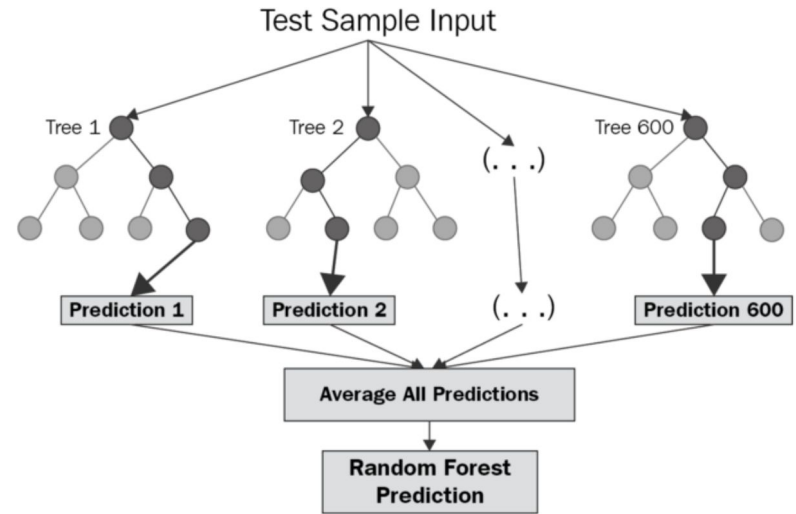 Test Sample Input
Tree 1
Tree 2
Tree 600
(. . .)
Prediction 1
Prediction 2
(. . .)
Prediction 600
Average All Predictions
Random Forest
Prediction